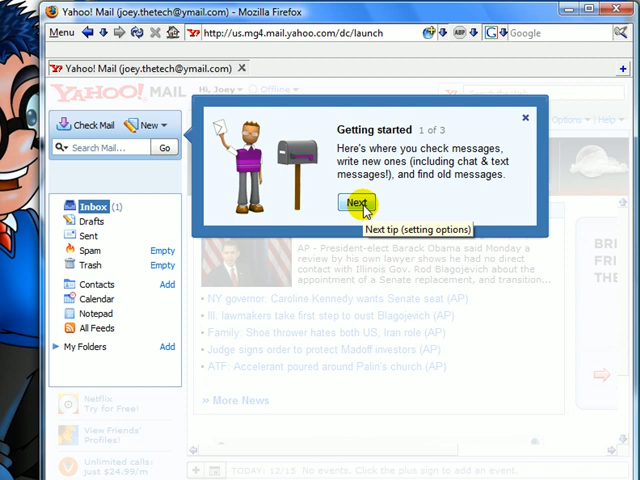 Yahoo! Mail (joey.thetech@ymail.com) - Mozilla Firefox
Menu
http://us.mg4.mail.yahoo.com/dc/launch
ABP
Google
Yahoo! Mail (joey.thetech@ymail.com)
YAHOO! MAIL
Hi, Joey
Offline
Options
Help
Check Mail
New
Search Mail...
Go
Getting started 1 of 3
Here's where you check messages,
write new ones (including chat & text
messages!), and find old messages.
Next
Next tip (setting options)
Inbox (1)
Drafts
Sent
Spam Empty
Trash Empty
Contacts Add
Calendar
Notepad
All Feeds
My Folders Add
AP - President-elect Barack Obama said Monday a
review by his own lawyer shows he had no direct
contact with Illinois Gov. Rod Blagojevich about the
appointment of a Senate replacement, and transition...
• NY governor: Caroline Kennedy wants Senate seat (AP)
• Ill. lawmakers take first step to oust Blagojevich (AP)
• Family: Shoe thrower hates both US, Iran role (AP)
• Judge signs order to protect Madoff investors (AP)
• ATF: Accelerant poured around Palin's church (AP)
» More News
BRI
FRI
THE
Netflix
Try for Free!
View Friends'
Profiles!
Unlimited calls:
just $24.99/m
TODAY: 12/15 No events. Click the plus sign to add an event.